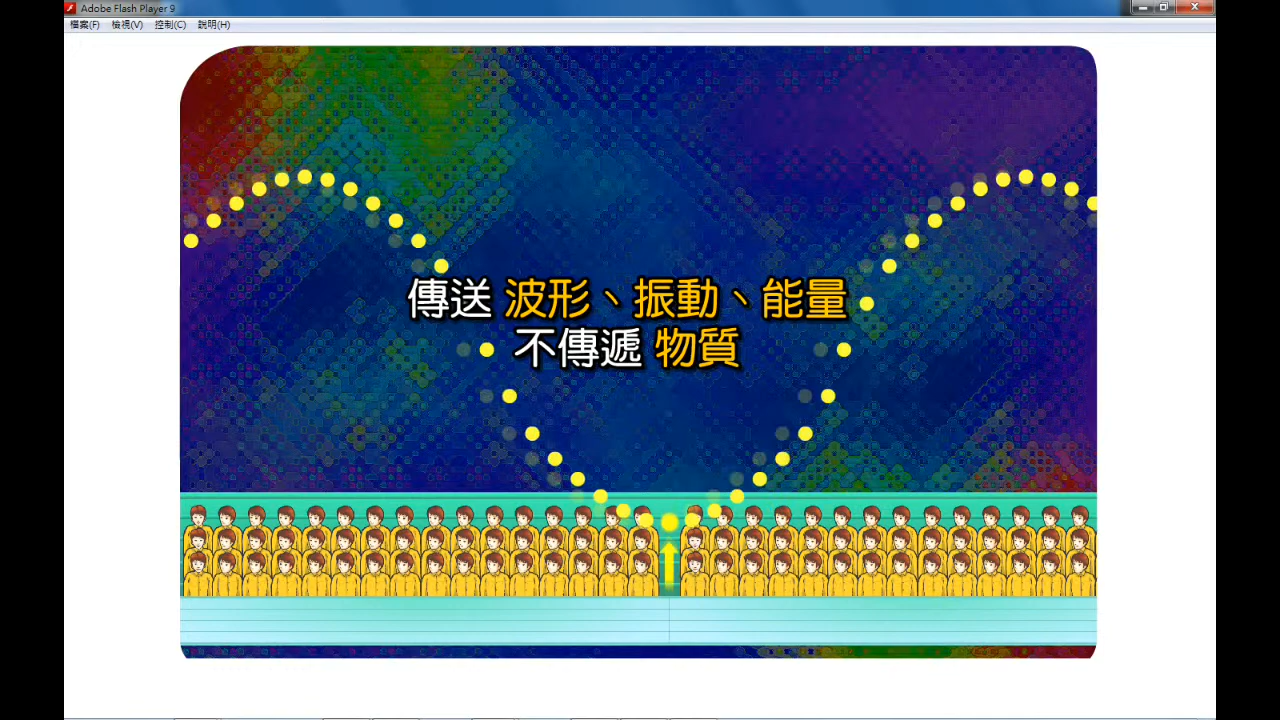 Adobe Flash Player 9
檔案(F) 檢視(V) 控制(C) 說明(H)
傳送 波形、振動、能量
不傳遞 物質